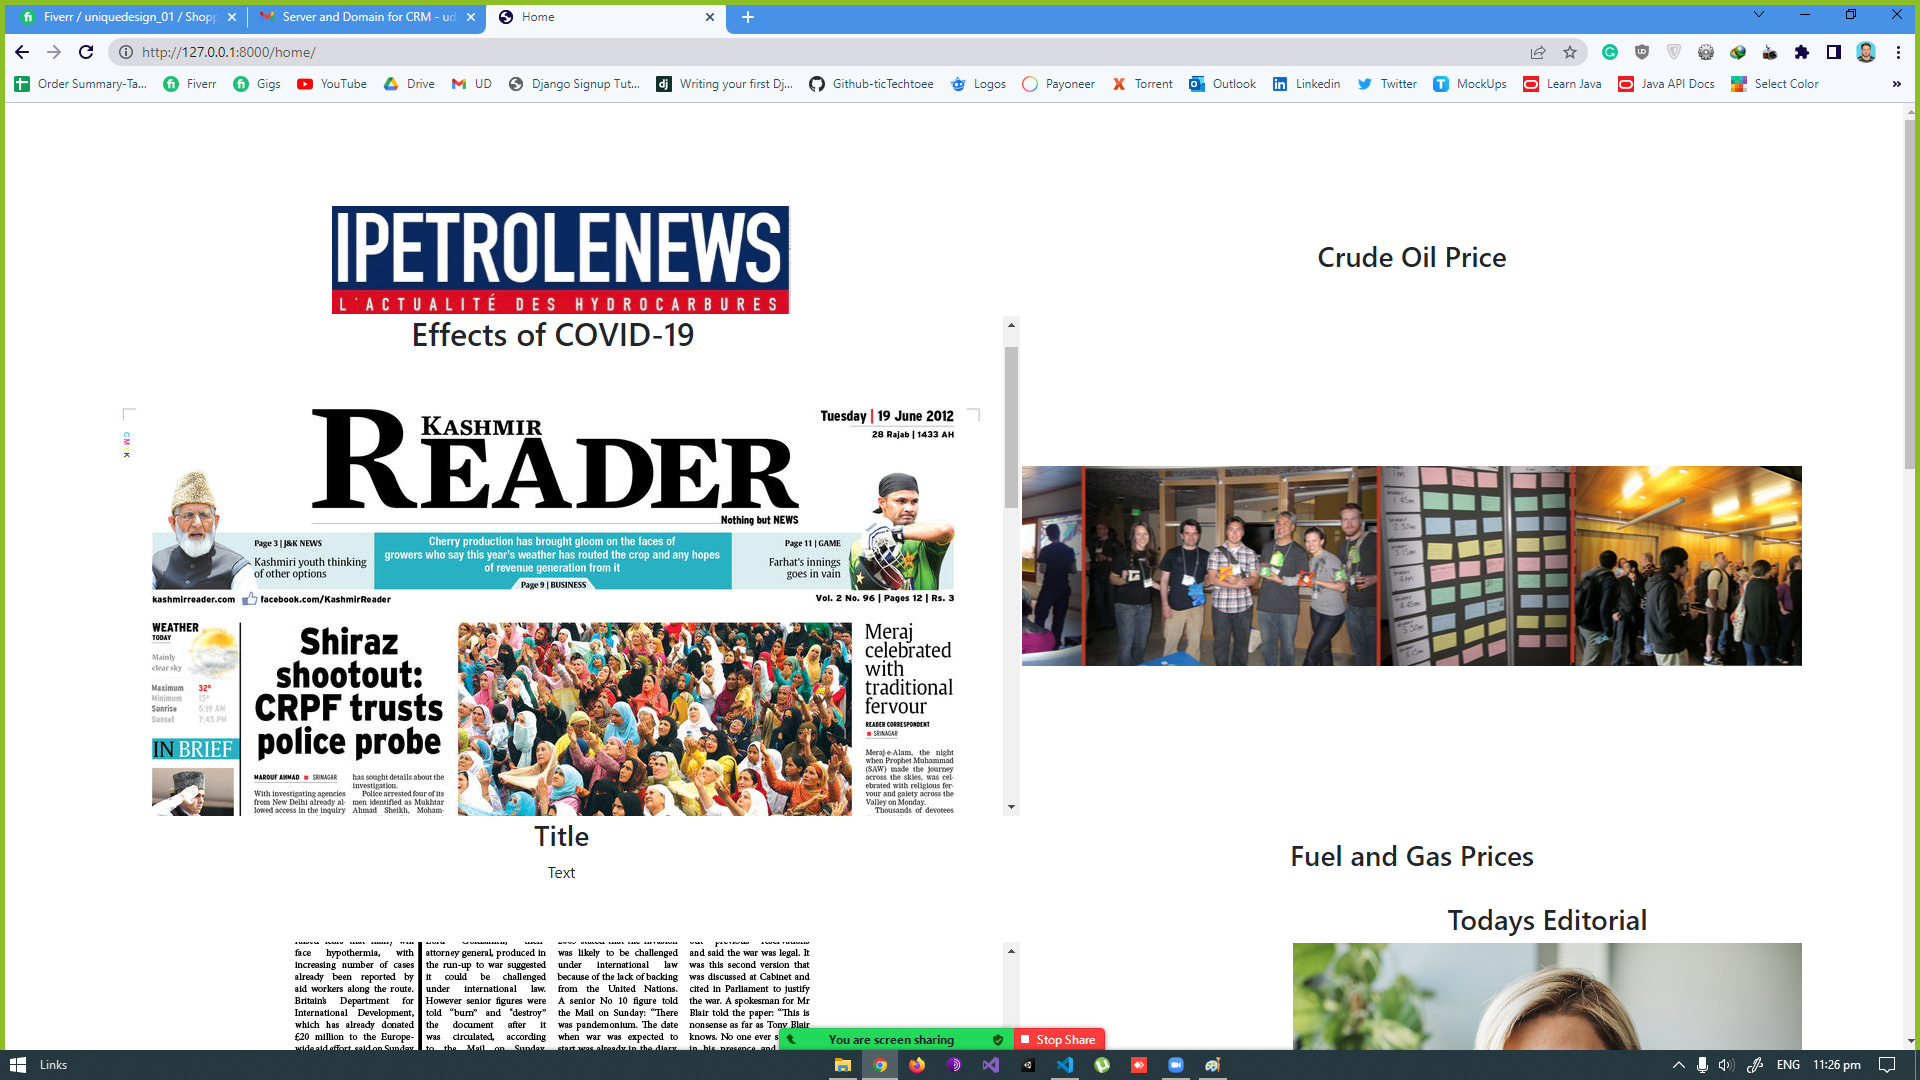 Fiverr / uniquedesign_01 / Shopp
Server and Domain for CRM - ud
Home
http://127.0.0.1:8000/home/
Order Summary-Ta...
Fiverr
Gigs
YouTube
Drive
UD
Django Signup Tut...
Writing your first Dj...
Github-ticTechtoee
Logos
Payoneer
Torrent
Outlook
Linkedin
Twitter
MockUps
Learn Java
Java API Docs
Select Color
»
IPETROLENEWS
L'ACTUALITÉ DES HYDROCARBURES
Effects of COVID-19
CMYK
KASHMIR
READER
Nothing but NEWS
Tuesday | 19 June 2012
28 Rajab | 1433 AH
Page 3 | J&K NEWS
Kashmiri youth thinking
of other options
Cherry production has brought gloom on the faces of
growers who say this year's weather has routed the crop and any hopes
of revenue generation from it
Page 9 | BUSINESS
Page 11 | GAME
Farhat's innings
goes in vain
kashmirreader.com
facebook.com/KashmirReader
Vol. 2 No. 96 | Pages 12 | Rs. 3
WEATHER
TODAY
Mainly
clear sky
Maximum 32°
Minimum 15°
Sunrise 5:19 AM
Sunset 7:45 PM
IN BRIEF
Shiraz
shootout:
CRPF trusts
police probe
MAROUF AHMAD ■ SRINAGAR
With investigating agencies
from New Delhi already al-
lowed access in the inquiry
has sought details about the
investigation.
Police arrested four of its
men identified as Mukhtar
Ahmad Sheikh, Moham-
Meraj
celebrated
with
traditional
fervour
READER CORRESPONDENT
■ SRINAGAR
Meraj-e-Alam, the night
when Prophet Muhammad
(SAW) made the journey
across the skies, was cel-
ebrated with religious fer-
vour and gaiety across the
Valley on Monday.
Thousands of devotees
Title
Text
face hypothermia, with
increasing number of cases
already been reported by
aid workers along the route.
Britain's Department for
International Development,
which has already donated
£20 million to the Europe-
wide aid effort, said on Sunday
attorney general, produced in
the run-up to war suggested
it could be challenged
under international law.
However senior figures were
told "burn" and "destroy"
the document after it
was circulated, according
to the Mail on Sunday.
2003 stated that the invasion
was likely to be challenged
under international law
because of the lack of backing
from the United Nations.
A senior No 10 figure told
the Mail on Sunday: "There
was pandemonium. The date
when war was expected to
start was already in the diary.
and said the war was legal. It
was this second version that
was discussed at Cabinet and
cited in Parliament to justify
the war. A spokesman for Mr
Blair told the paper: "This is
nonsense as far as Tony Blair
knows. No one ever s
in his presence and
Crude Oil Price
Fuel and Gas Prices
Todays Editorial
You are screen sharing
Stop Share
Links
ENG
11:26 pm